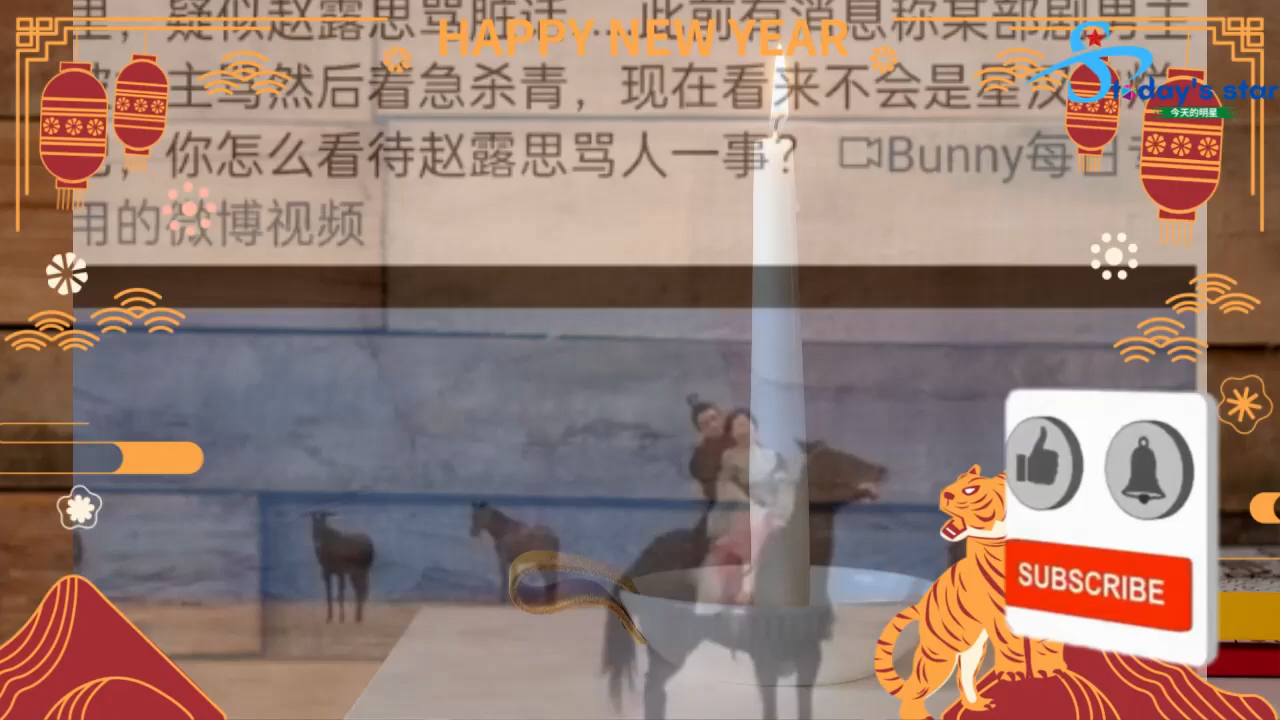 里，疑似赵露思骂脏话……此前有消息称某部剧男主
HAPPY NEW YEAR
主骂然后着急杀青，现在看来不会是星汉
today's star
今天的明星
，你怎么看待赵露思骂人一事？ Bunny每日
用的微博视频
SUBSCRIBE